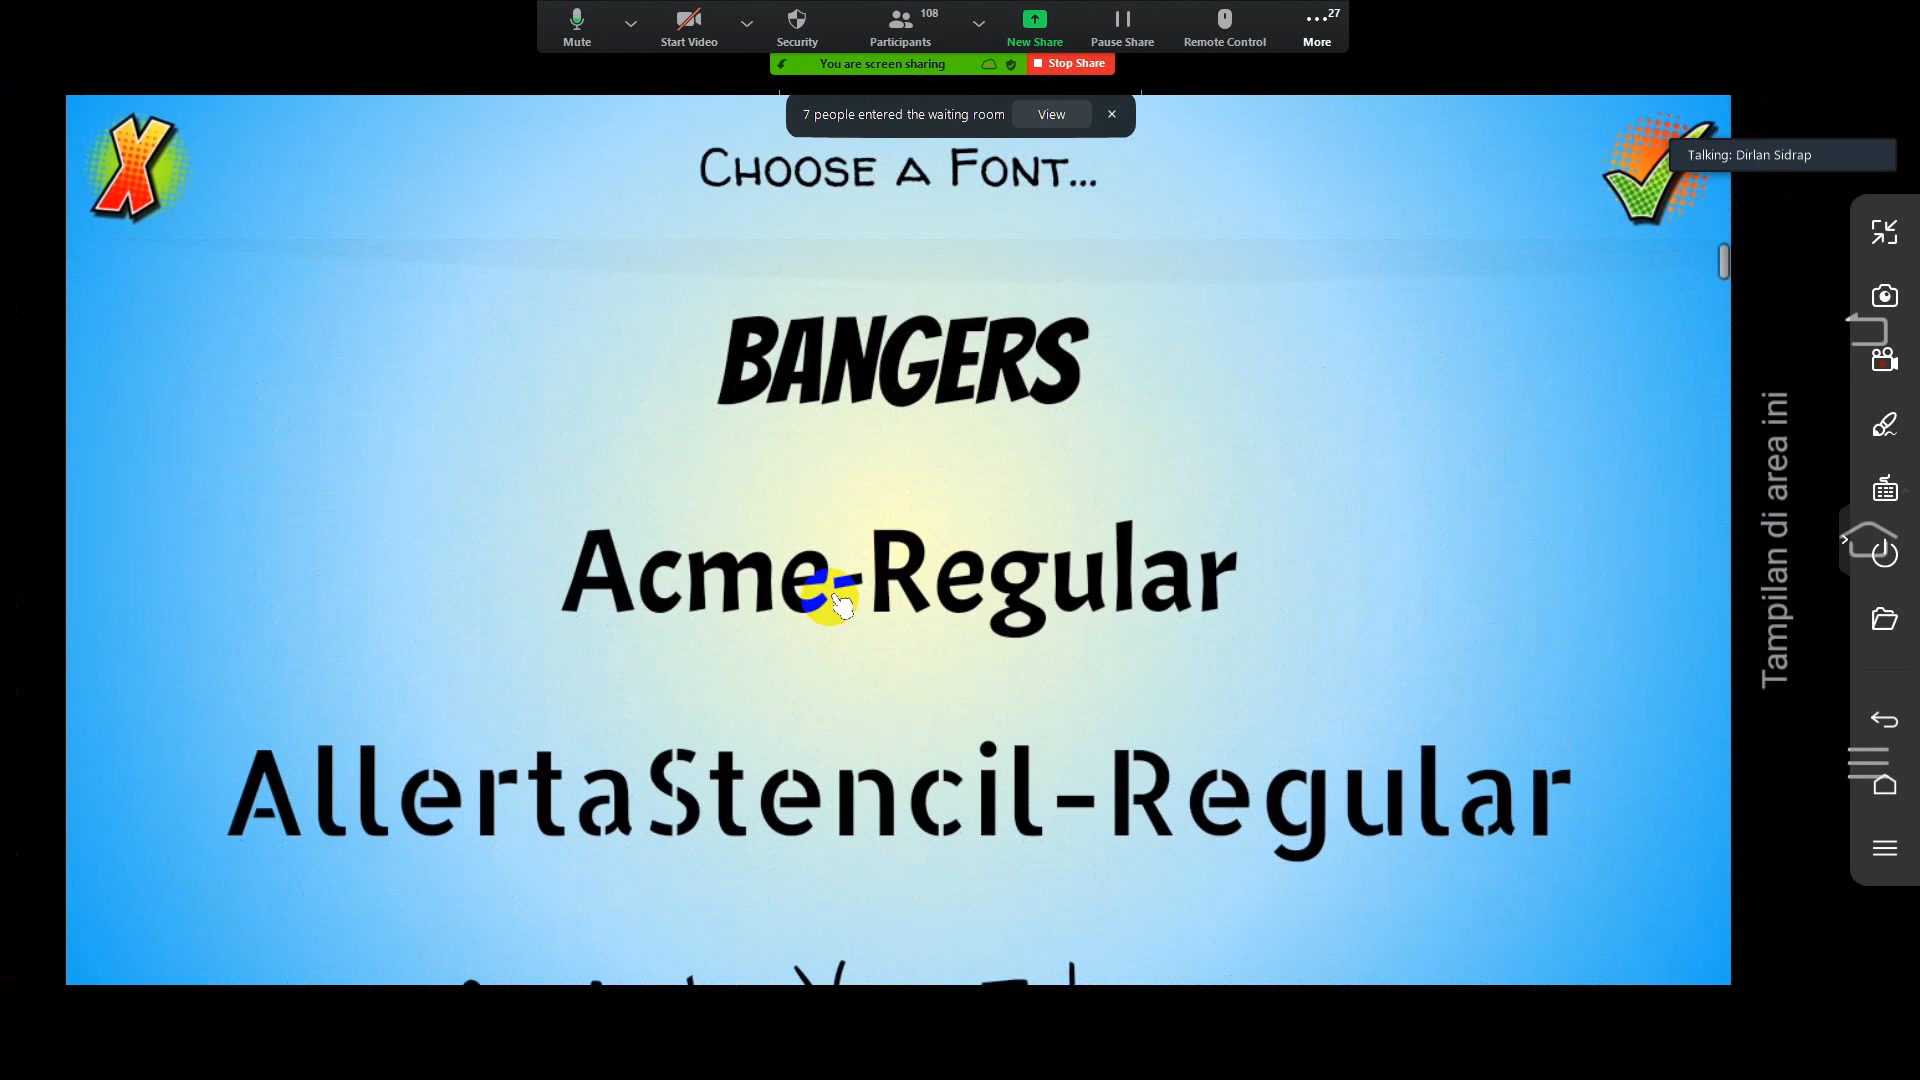 108
27
Mute
Start Video
Security
Participants
New Share
Pause Share
Remote Control
More
You are screen sharing
Stop Share
7 people entered the waiting room
View
Talking: Dirlan Sidrap
CHOOSE A FONT...
BANGERS
Acme-Regular
AllertaStencil-Regular
Tampilan di area ini